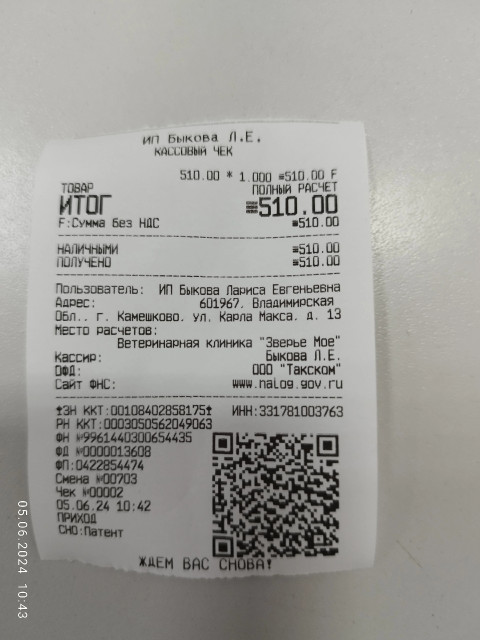 ИП Быкова Л.Е.
КАССОВЫЙ ЧЕК
510.00 * 1.000 =510.00 F
ТОВАР ПОЛНЫЙ РАСЧЕТ
ИТОГ =510.00
F:Сумма без НДС =510.00
НАЛИЧНЫМИ =510.00
ПОЛУЧЕНО =510.00
Пользователь: ИП Быкова Лариса Евгеньевна
Адрес: 601967, Владимирская
Обл., г. Камешково, ул. Карла Макса, д. 13
Место расчетов:
Ветеринарная клиника "Зверье Мое"
Кассир: Быкова Л.Е.
ОФД: ООО "Такском"
Сайт ФНС: www.nalog.gov.ru
*ЗН ККТ:00108402858175* ИНН:331781003763
РН ККТ:0003050562049063
ФН №9961440300654435
ФД №0000013608
ФП:0422854474
Смена №00703
Чек №00002
05.06.24 10:42
ПРИХОД
СНО:Патент
ЖДЕМ ВАС СНОВА!
05.06.2024 10:43